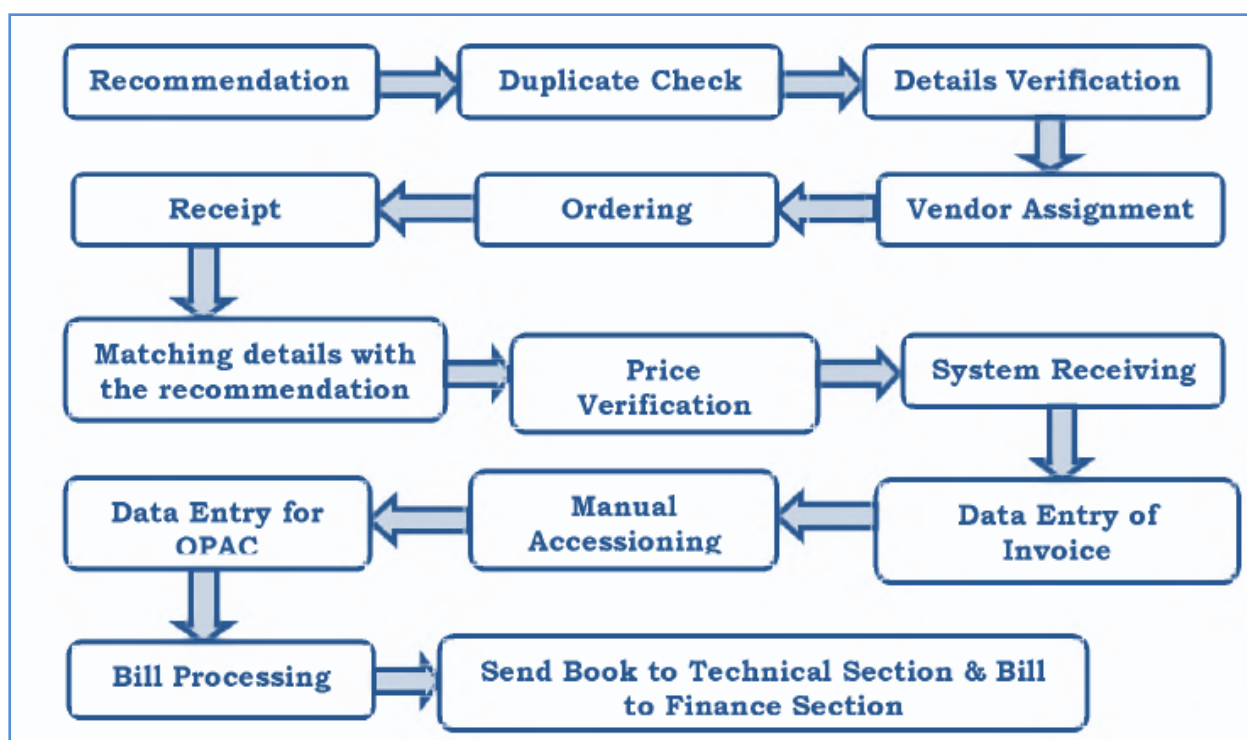 Recommendation
Duplicate Check
Details Verification
Vendor Assignment
Ordering
Receipt
Matching details with
the recommendation
Price
Verification
System Receiving
Data Entry of
Invoice
Manual
Accessioning
Data Entry for
OPAC
Bill Processing
Send Book to Technical Section & Bill
to Finance Section